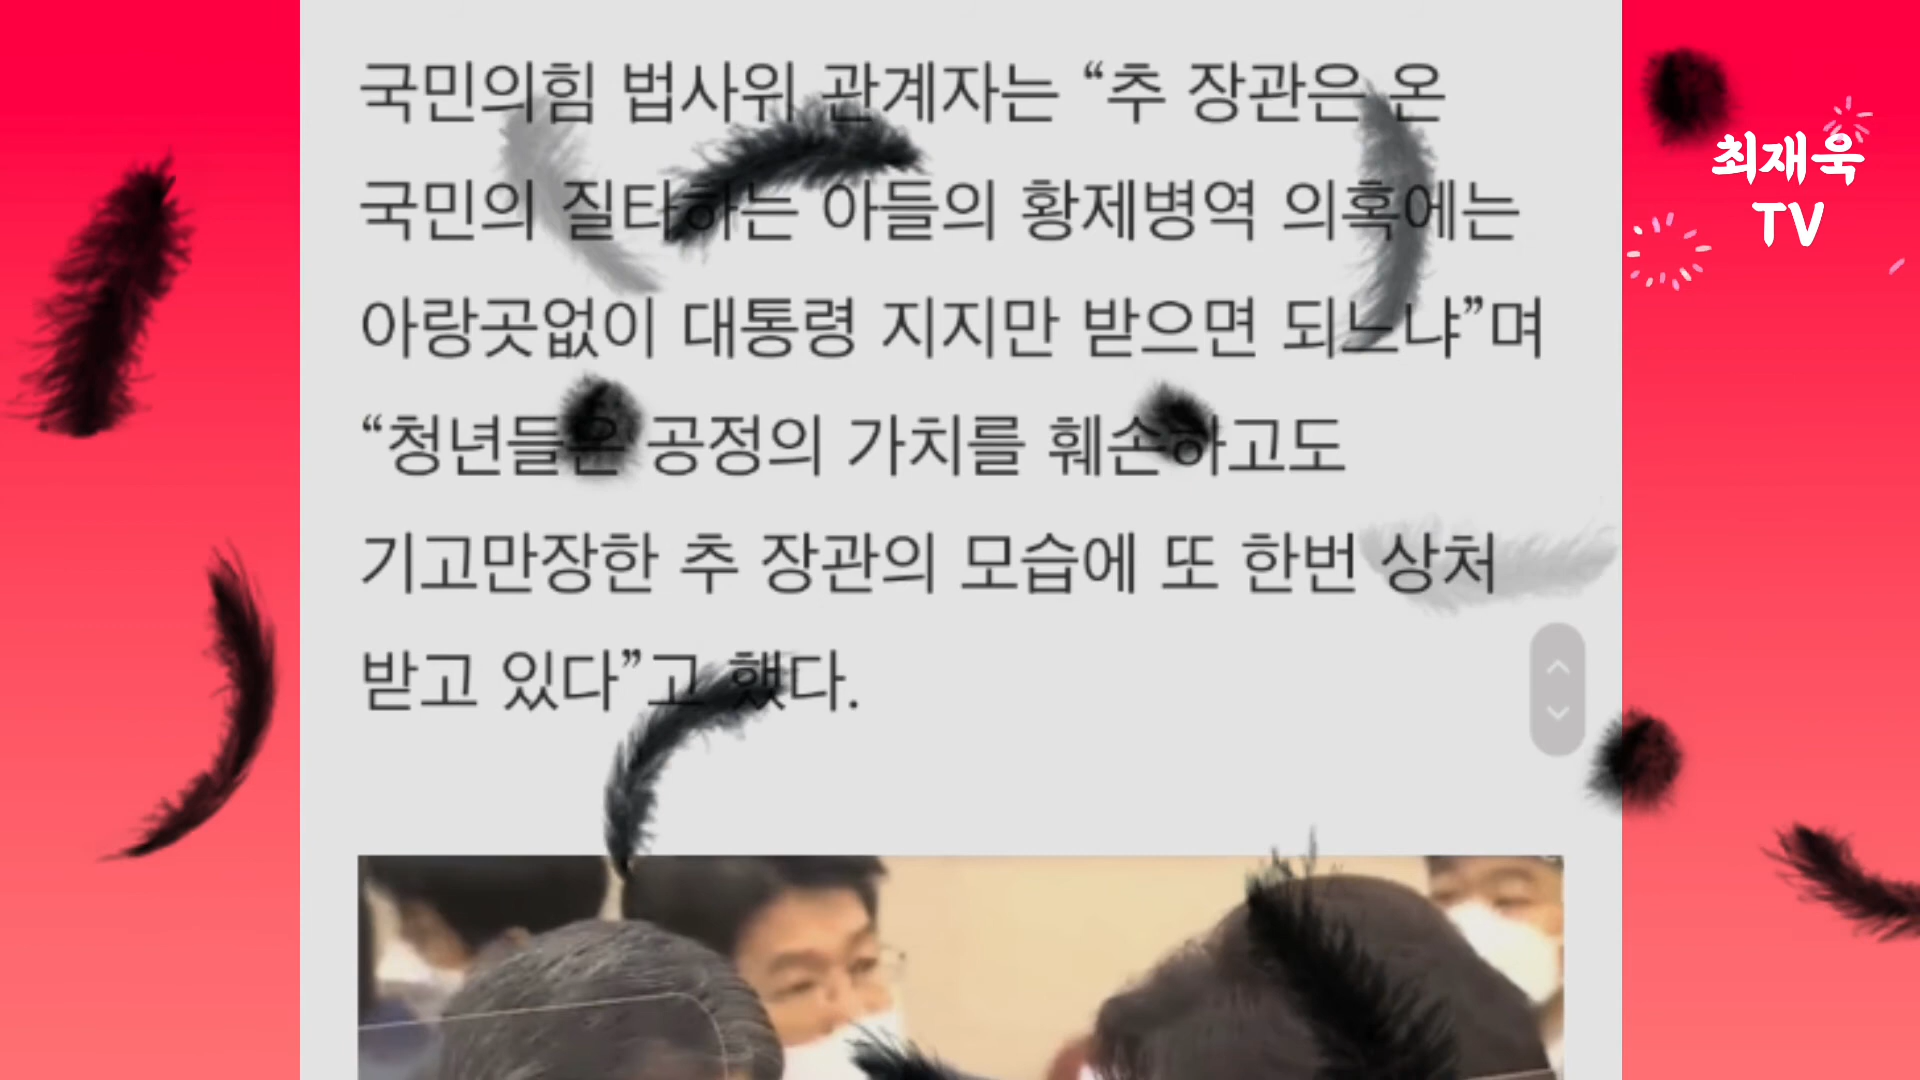 국민의힘 법사위 관계자는 “추 장관은 온
국민의 질타하는 아들의 황제병역 의혹에는
아랑곳없이 대통령 지지만 받으면 되느냐”며
“청년들은 공정의 가치를 훼손하고도
기고만장한 추 장관의 모습에 또 한번 상처
받고 있다”고 했다.
최재욱
TV